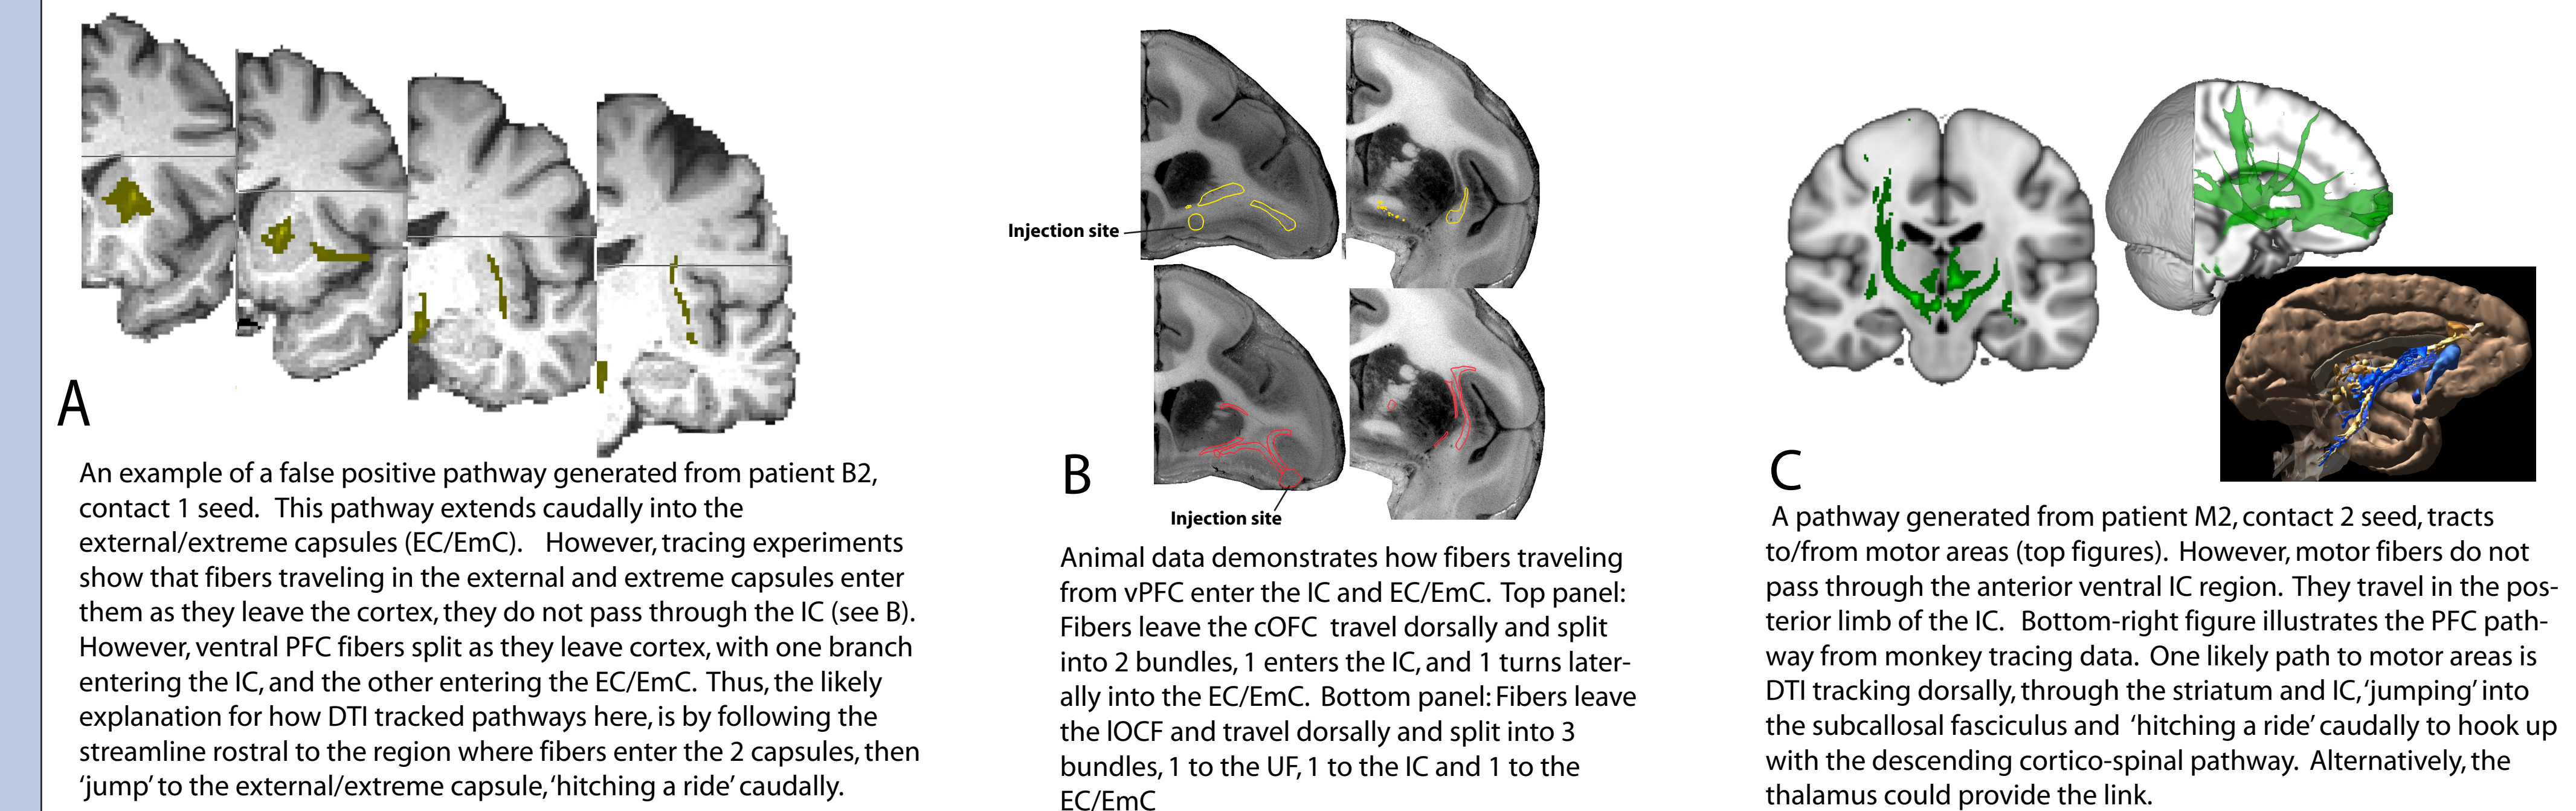 A
An example of a false positive pathway generated from patient B2,
contact 1 seed.  This pathway extends caudally into the
external/extreme capsules (EC/EmC).   However, tracing experiments
show that fibers traveling in the external and extreme capsules enter
them as they leave the cortex, they do not pass through the IC (see B).
However, ventral PFC fibers split as they leave cortex, with one branch
entering the IC, and the other entering the EC/EmC. Thus, the likely
explanation for how DTI tracked pathways here, is by following the
streamline rostral to the region where fibers enter the 2 capsules, then
‘jump’ to the external/extreme capsule, ‘hitching a ride’ caudally.
Injection site
B
Injection site
Animal data demonstrates how fibers traveling
from vPFC enter the IC and EC/EmC. Top panel:
Fibers leave the cOFC  travel dorsally and split
into 2 bundles, 1 enters the IC, and 1 turns later-
ally into the EC/EmC. Bottom panel: Fibers leave
the lOCF and travel dorsally and split into 3
bundles, 1 to the UF, 1 to the IC and 1 to the
EC/EmC
C
A pathway generated from patient M2, contact 2 seed, tracts
to/from motor areas (top figures).  However, motor fibers do not
pass through the anterior ventral IC region.  They travel in the pos-
terior limb of the IC.   Bottom-right figure illustrates the PFC path-
way from monkey tracing data.  One likely path to motor areas is
DTI tracking dorsally, through the striatum and IC, ‘jumping’ into
the subcallosal fasciculus and  ‘hitching a ride’ caudally to hook up
with the descending cortico-spinal pathway.  Alternatively, the
thalamus could provide the link.